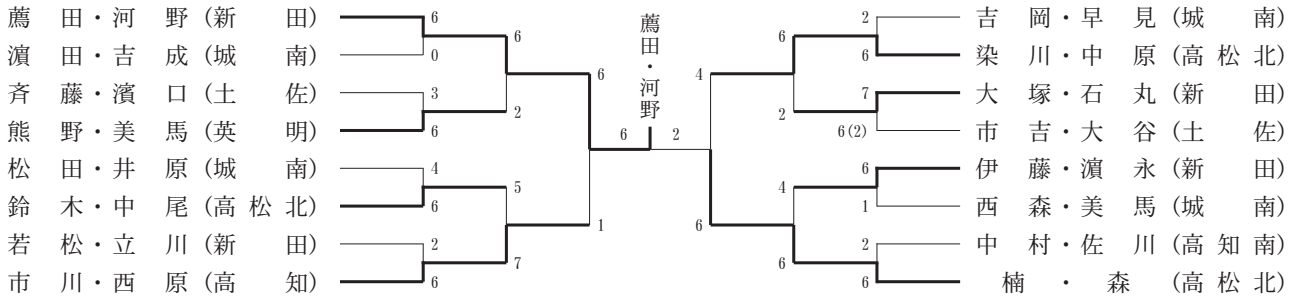 薦田・河野(新田) 6
濵田・吉成(城南) 0
斉藤・濱口(土佐) 3
熊野・美馬(英明) 6
松田・井原(城南) 4
鈴木・中尾(高松北) 6
若松・立川(新田) 2
市川・西原(高知) 6
6
2
5
7
6
1
薦田・河野
6 2
4
6
6
2
4
6
2 吉岡・早見(城南)
6 染川・中原(高松北)
7 大塚・石丸(新田)
6(2) 市吉・大谷(土佐)
6 伊藤・濵永(新田)
1 西森・美馬(城南)
2 中村・佐川(高知南)
6 楠・森(高松北)